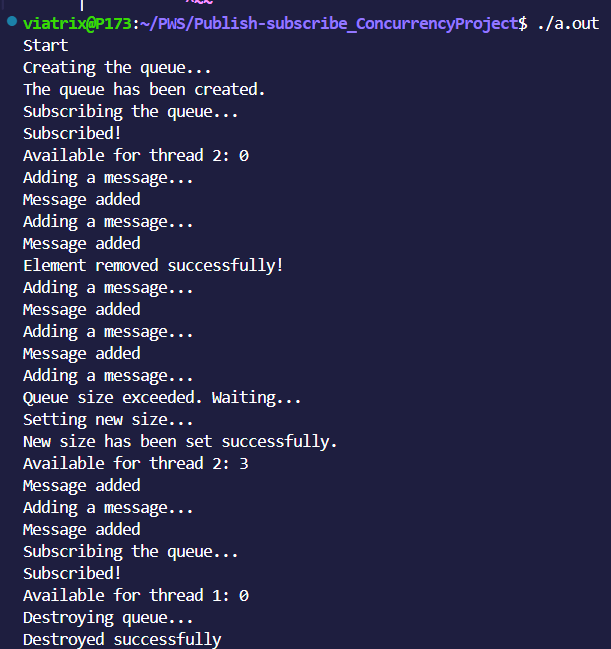 viatrix@P173:~/PWS/Publish-subscribe_ConcurrencyProject$ ./a.out
Start
Creating the queue...
The queue has been created.
Subscribing the queue...
Subscribed!
Available for thread 2: 0
Adding a message...
Message added
Adding a message...
Message added
Element removed successfully!
Adding a message...
Message added
Adding a message...
Message added
Adding a message...
Queue size exceeded. Waiting...
Setting new size...
New size has been set successfully.
Available for thread 2: 3
Message added
Adding a message...
Message added
Subscribing the queue...
Subscribed!
Available for thread 1: 0
Destroying queue...
Destroyed successfully